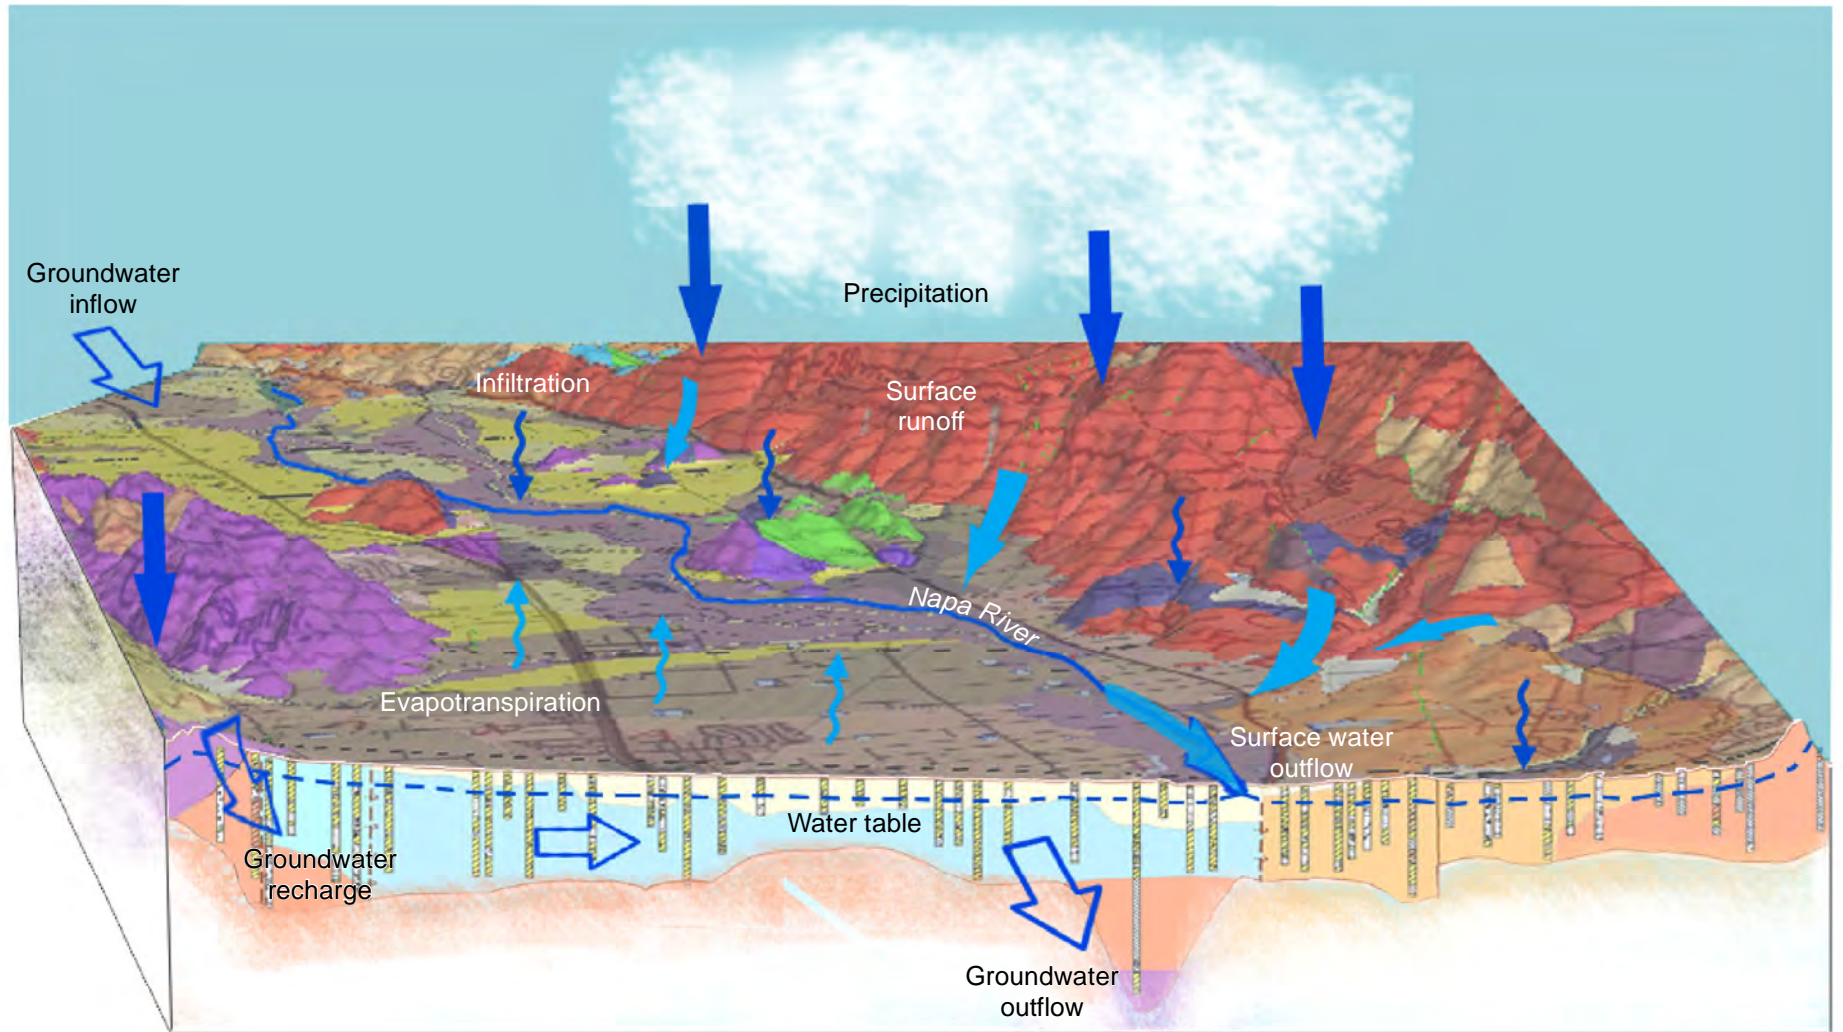 Groundwater
inflow
Precipitation
Infiltration
Surface
runoff
Napa River
Evapotranspiration
Surface water
outflow
Water table
Groundwater
recharge
Groundwater
outflow